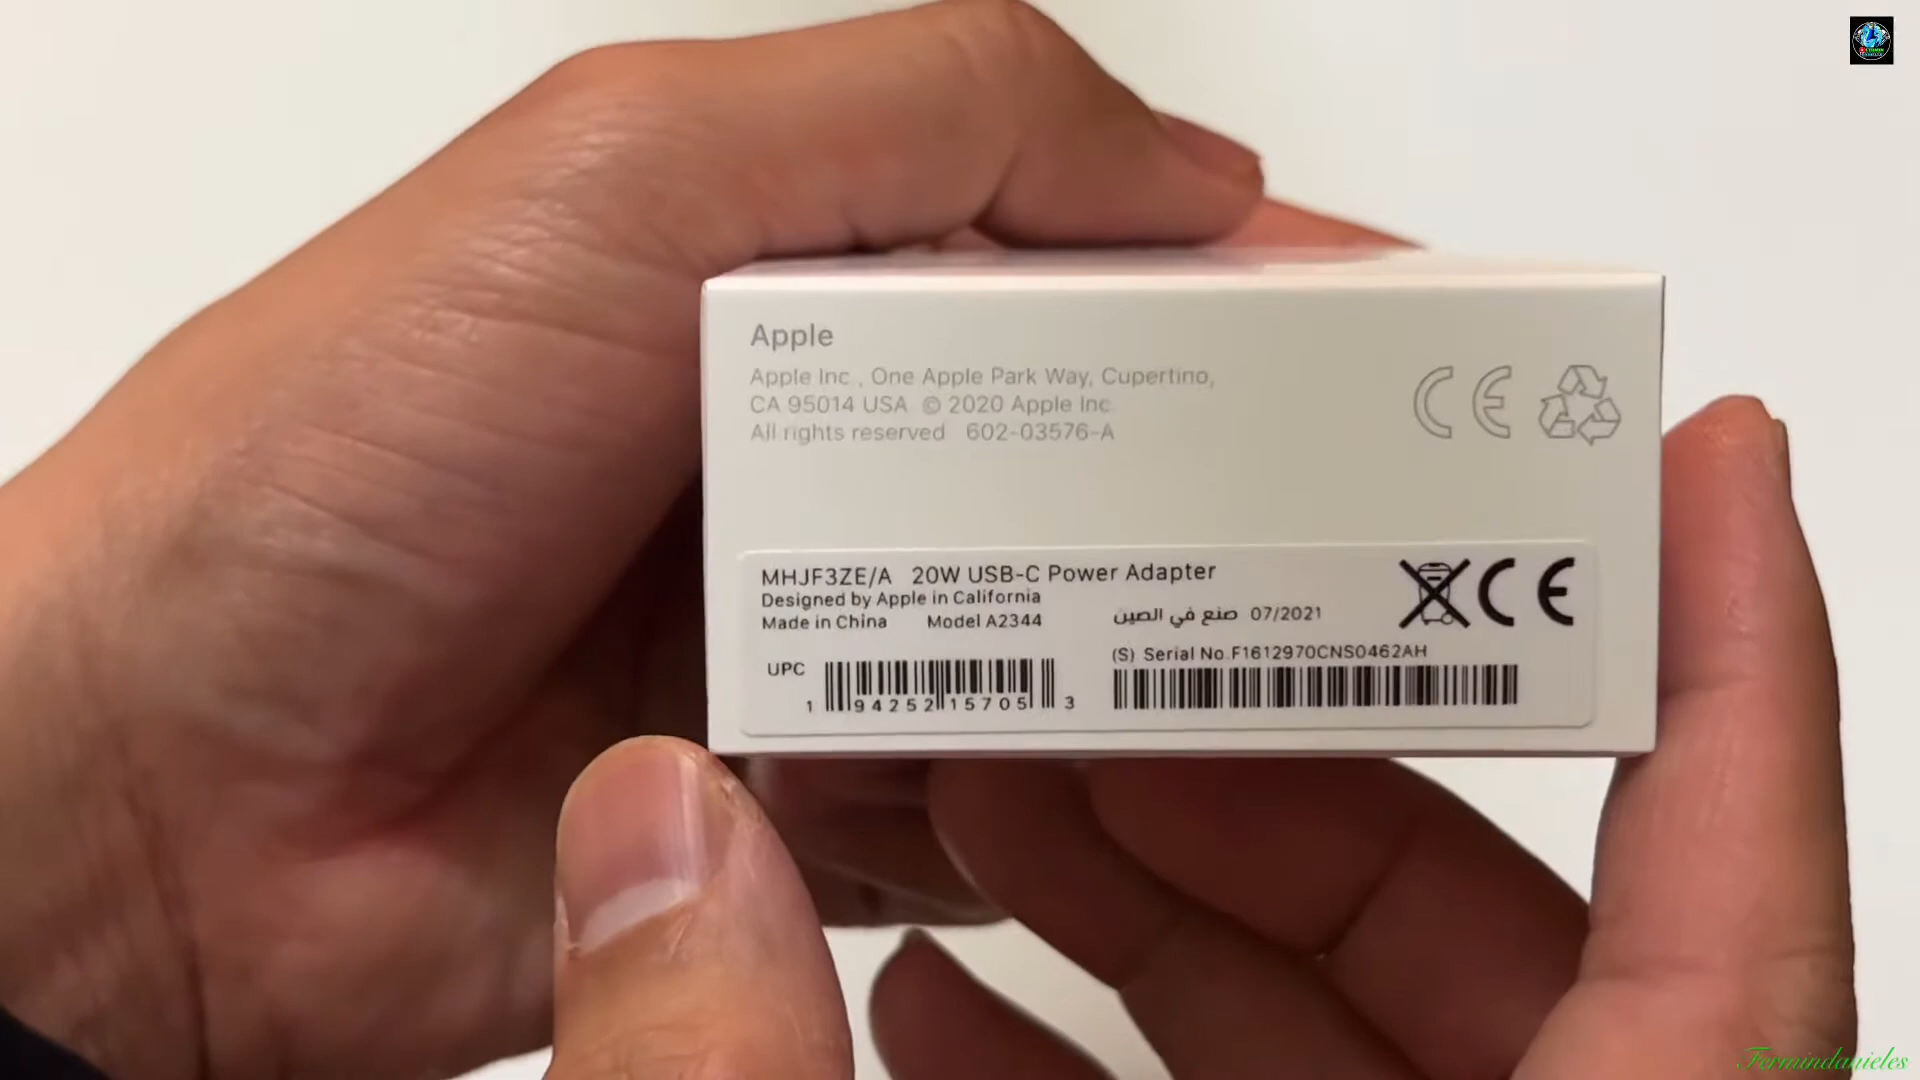 Apple
Apple Inc., One Apple Park Way, Cupertino,
CA 95014 USA © 2020 Apple Inc.
All rights reserved 602-03576-A
MHJF3ZE/A 20W USB-C Power Adapter
Designed by Apple in California
Made in China Model A2344
صنع في الصين 07/2021
(S) Serial No.F1612970CNS0462AH
UPC
1 94252 15705 3
CE
CE
Fermindanieles